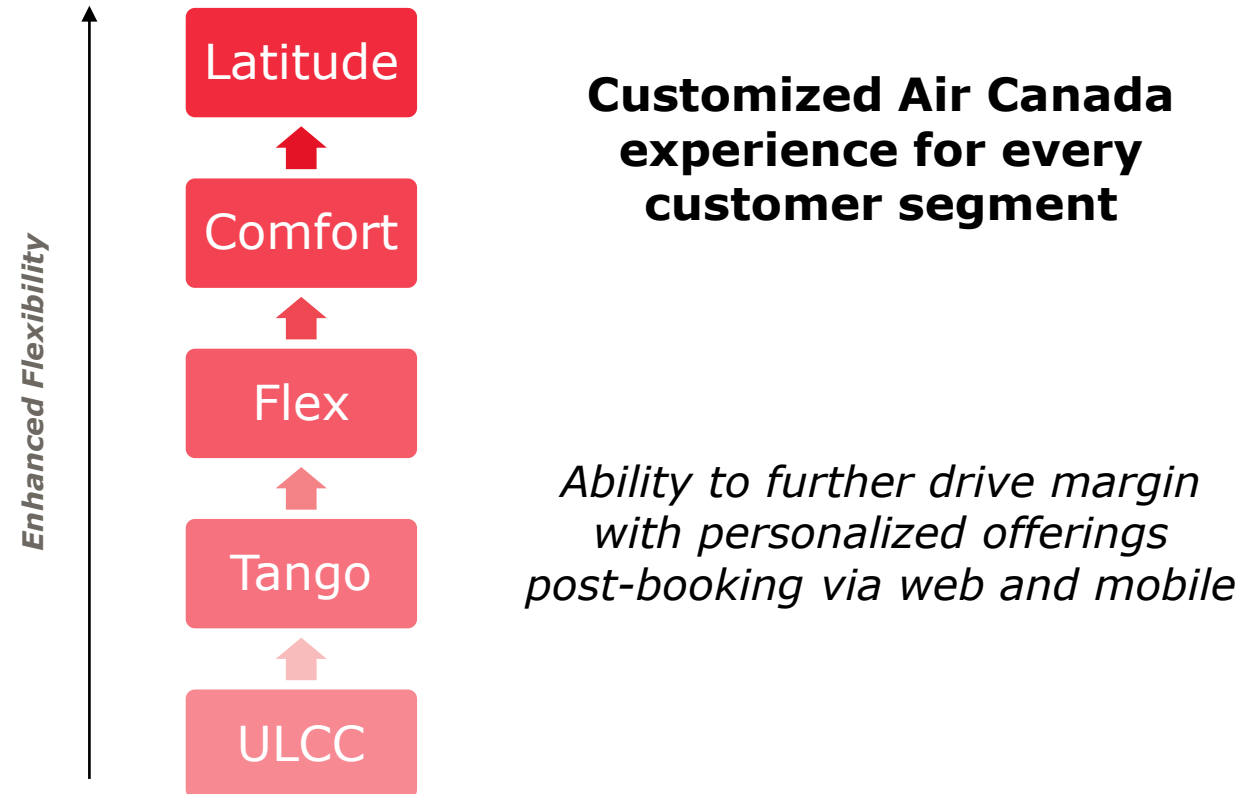 Enhanced Flexibility
Latitude
Comfort
Flex
Tango
ULCC
Customized Air Canada
experience for every
customer segment
Ability to further drive margin
with personalized offerings
post-booking via web and mobile